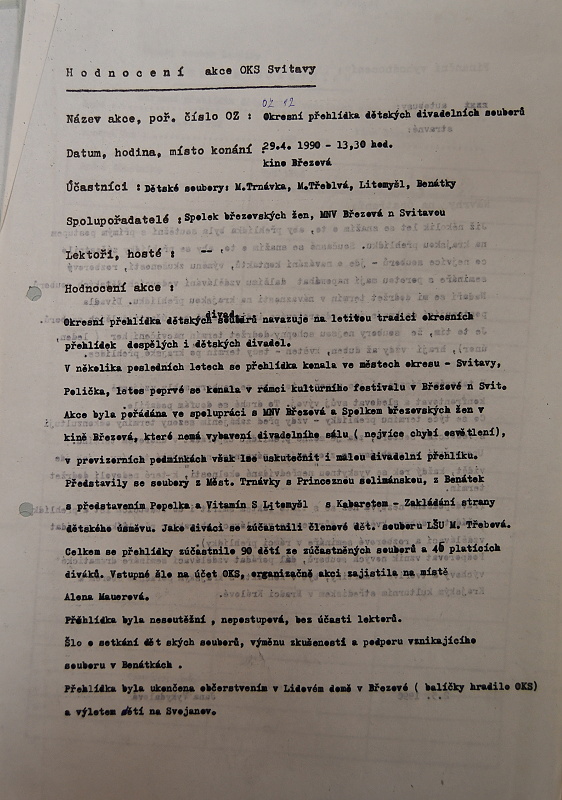 Hodnocení akce OKS Svitavy
OZ 12
Název akce, poř. číslo OZ : Okresní přehlídka dětských divadelních souborů
Datum, hodina, místo konání : 29.4. 1990 - 13,30 hod.
kino Březová
Účastníci : Dětské soubory: M.Trnávka, M.Třebová, Litomyšl, Benátky
Spolupořadatelé : Spolek březovských žen, MNV Březová n Svitavou
Lektoři, hosté : --
Hodnocení akce :
divad.
Okresní přehlídka dětských souborů navazuje na letitou tradici okresních
přehlídek dospělých i dětských divadel.
V několika posledních letech se přehlídka konala ve městech okresu - Svitavy,
Polička, letos poprvé se konala v rámci kulturního festivalu v Březové n Svit.
Akce byla pořádána ve spolupráci s MNV Březová a Spolkem březovských žen v
kině Březová, které nemá vybavení divadelního sálu ( nejvíce chybí osvětlení),
v provizorních podmínkách však lze uskutečnit i malou divadelní přehlíku.
Představily se soubory z Měst. Trnávky s Princeznou solimánskou, z Benátek
s představením Popelka a Vitamín S Litomyšl s Kabaretem - Zakládání strany
dětského úsměvu. Jako diváci se zúčastnili členové dět. souboru LŠU M. Třebová.
Celkem se přehlídky zúčastnilo 90 dětí ze zúčastněných souborů a 46 platících
diváků. Vstupné šlo na účet OKS, organizačně akci zajistila na místě
Alena Mauerová.
Přehlídka byla nesoutěžní , nepostupová, bez účasti lektorů.
Šlo o setkání dět ských souborů, výměnu zkušeností a podporu vznikajícího
souboru v Benátkách .
Přehlídka byla ukončena občerstvením v Lidovém domě v Březové ( balíčky hradilo OKS)
a výletem dětí na Svojanov.